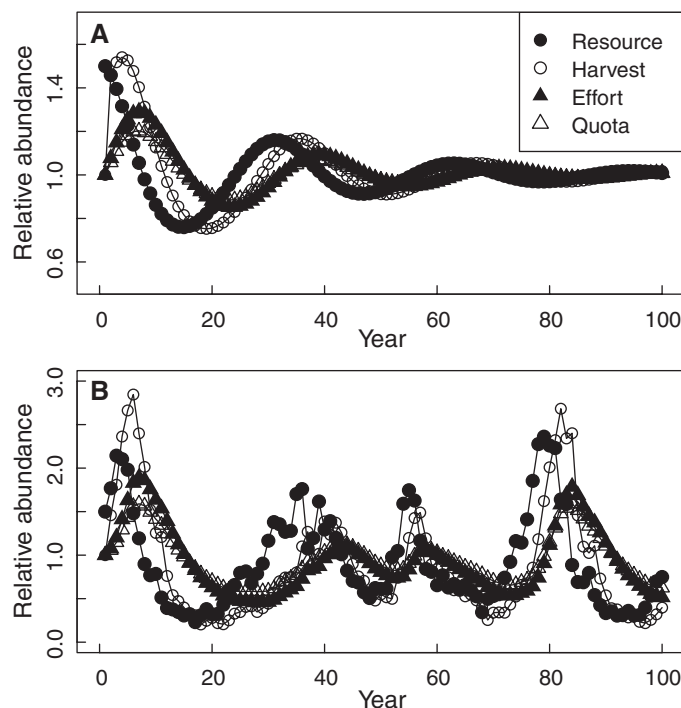 A
Resource
Harvest
Effort
Quota
Relative abundance
1.4
1.0
0.6
0 20 40 60 80 100
Year
B
Relative abundance
3.0
2.0
1.0
0.0
0 20 40 60 80 100
Year